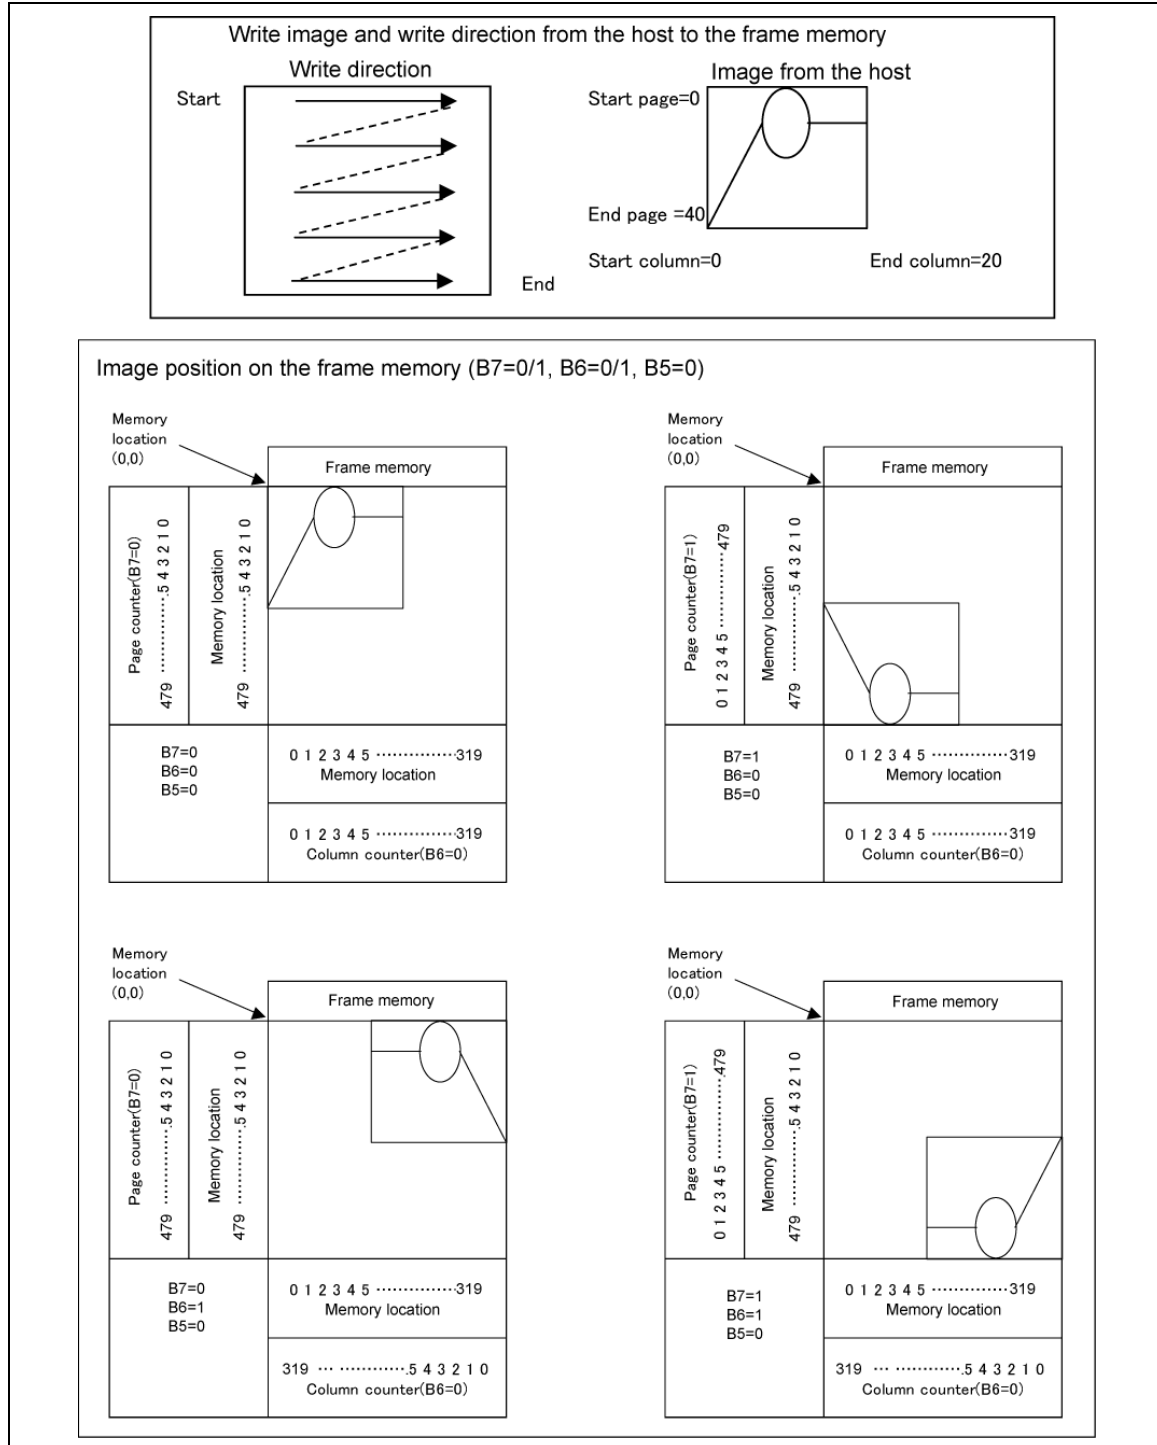 Write image and write direction from the host to the frame memory
Write direction
Image from the host
Start
Start page=0
End page =40
Start column=0
End column=20
End
Image position on the frame memory (B7=0/1, B6=0/1, B5=0)
Memory
location
(0,0)
Frame memory
Page counter(B7=0)
479 ⋯⋯⋯⋯.5 4 3 2 1 0
Memory location
479 ⋯⋯⋯⋯.5 4 3 2 1 0
B7=0
B6=0
B5=0
0 1 2 3 4 5 ⋯⋯⋯⋯⋯319
Memory location
0 1 2 3 4 5 ⋯⋯⋯⋯⋯319
Column counter(B6=0)
Memory
location
(0,0)
Frame memory
Page counter(B7=1)
0 1 2 3 4 5 ⋯⋯⋯⋯⋯479
Memory location
479 ⋯⋯⋯⋯.5 4 3 2 1 0
B7=1
B6=0
B5=0
0 1 2 3 4 5 ⋯⋯⋯⋯⋯319
Memory location
0 1 2 3 4 5 ⋯⋯⋯⋯⋯319
Column counter(B6=0)
Memory
location
(0,0)
Frame memory
Page counter(B7=0)
479 ⋯⋯⋯⋯.5 4 3 2 1 0
Memory location
479 ⋯⋯⋯⋯.5 4 3 2 1 0
B7=0
B6=1
B5=0
0 1 2 3 4 5 ⋯⋯⋯⋯⋯319
Memory location
319 ⋯ ⋯⋯⋯⋯.5 4 3 2 1 0
Column counter(B6=0)
Memory
location
(0,0)
Frame memory
Page counter(B7=1)
0 1 2 3 4 5 ⋯⋯⋯⋯⋯479
Memory location
479 ⋯⋯⋯⋯.5 4 3 2 1 0
B7=1
B6=1
B5=0
0 1 2 3 4 5 ⋯⋯⋯⋯⋯319
Memory location
319 ⋯ ⋯⋯⋯⋯.5 4 3 2 1 0
Column counter(B6=0)